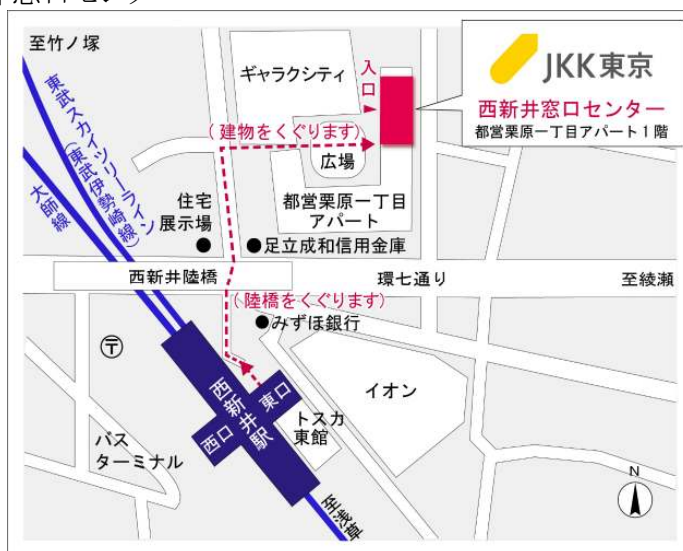 至竹ノ塚
ギャラクシティ
入口
JKK東京
西新井窓口センター
都営栗原一丁目アパート1階
(建物をくぐります)
広場
東武スカイツリーライン
(東武伊勢崎線)
大師線
住宅
展示場
都営栗原一丁目
アパート
足立成和信用金庫
西新井陸橋
環七通り
至綾瀬
(陸橋をくぐります)
みずほ銀行
〒
イオン
西新井駅
東口
西口
トスカ
東館
バス
ターミナル
至浅草
N